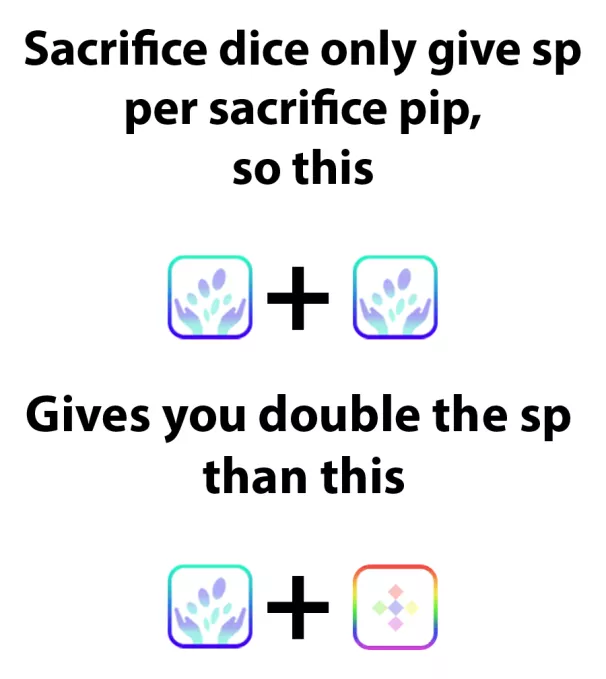 Sacrifice dice only give sp
per sacrifice pip,
so this
+
Gives you double the sp
than this
+